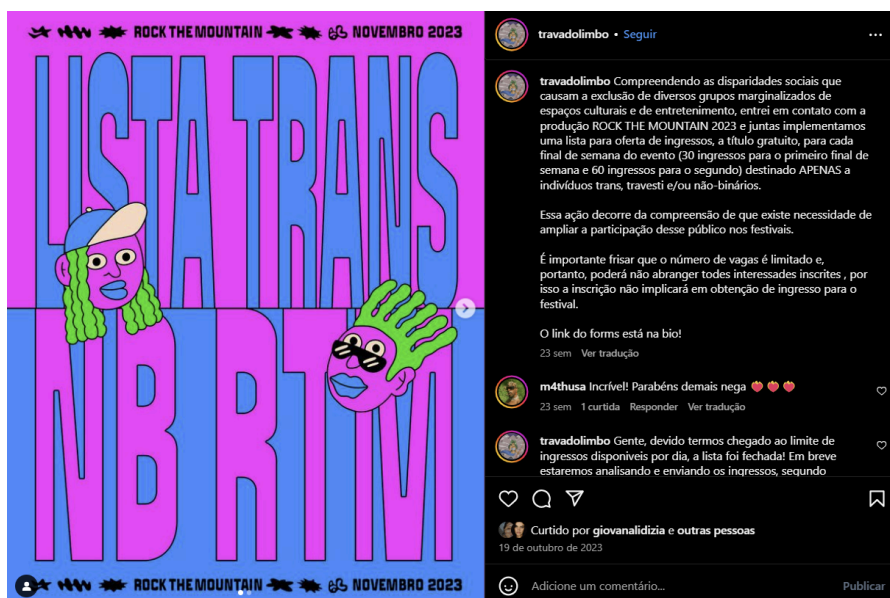 ROCK THE MOUNTAIN NOVEMBRO 2023
LISTA TRANS
NB RTM
ROCK THE MOUNTAIN NOVEMBRO 2023
travadolimbo • Seguir
travadolimbo Compreendendo as disparidades sociais que
causam a exclusão de diversos grupos marginalizados de
espaços culturais e de entretenimento, entrei em contato com a
produção ROCK THE MOUNTAIN 2023 e juntas implementamos
uma lista para oferta de ingressos, a título gratuito, para cada
final de semana do evento (30 ingressos para o primeiro final de
semana e 60 ingressos para o segundo) destinado APENAS a
indivíduos trans, travesti e/ou não-binários.
Essa ação decorre da compreensão de que existe necessidade de
ampliar a participação desse público nos festivais.
É importante frisar que o número de vagas é limitado e,
portanto, poderá não abranger todes interessades inscrites , por
isso a inscrição não implicará em obtenção de ingresso para o
festival.
O link do forms está na bio!
23 sem Ver tradução
m4thusa Incrível! Parabéns demais nega 🍓🍓🍓
23 sem 1 curtida Responder Ver tradução
travadolimbo Gente, devido termos chegado ao limite de
ingressos disponiveis por dia, a lista foi fechada! Em breve
estaremos analisando e enviando os ingressos, segundo
Curtido por giovanalidizia e outras pessoas
19 de outubro de 2023
Adicione um comentário... Publicar